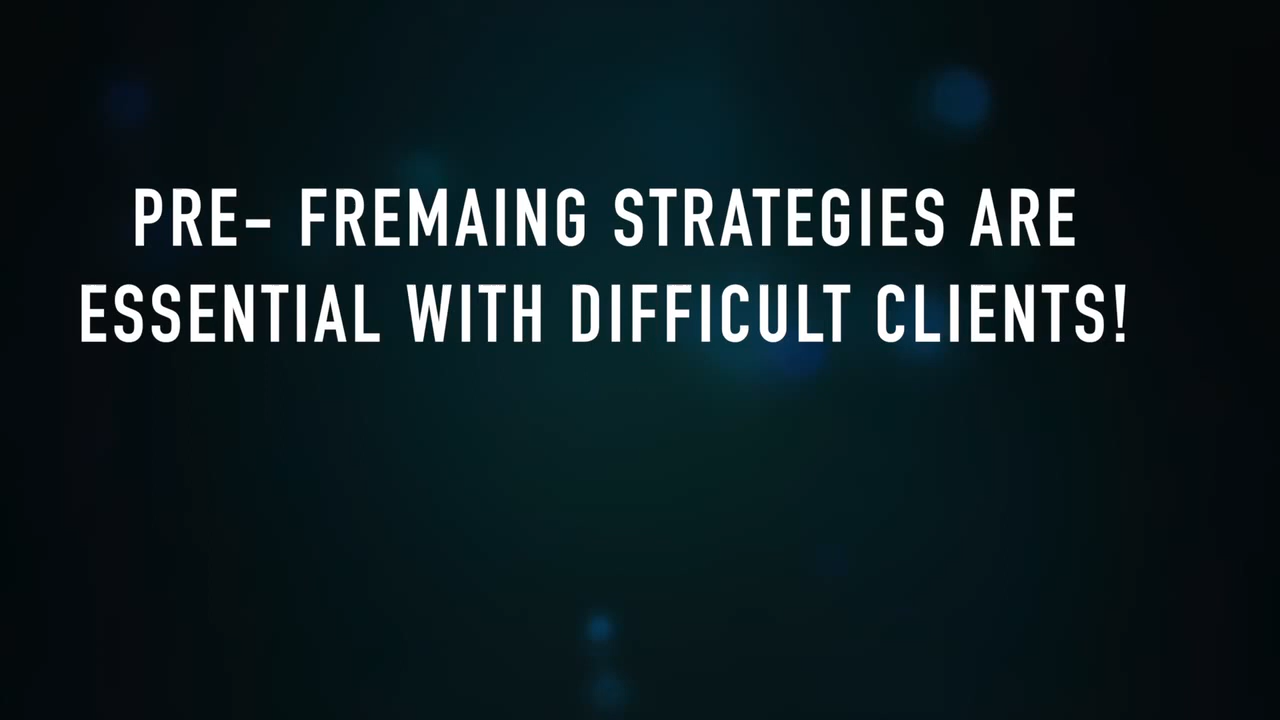 PRE- FREMAING STRATEGIES ARE
ESSENTIAL WITH DIFFICULT CLIENTS!